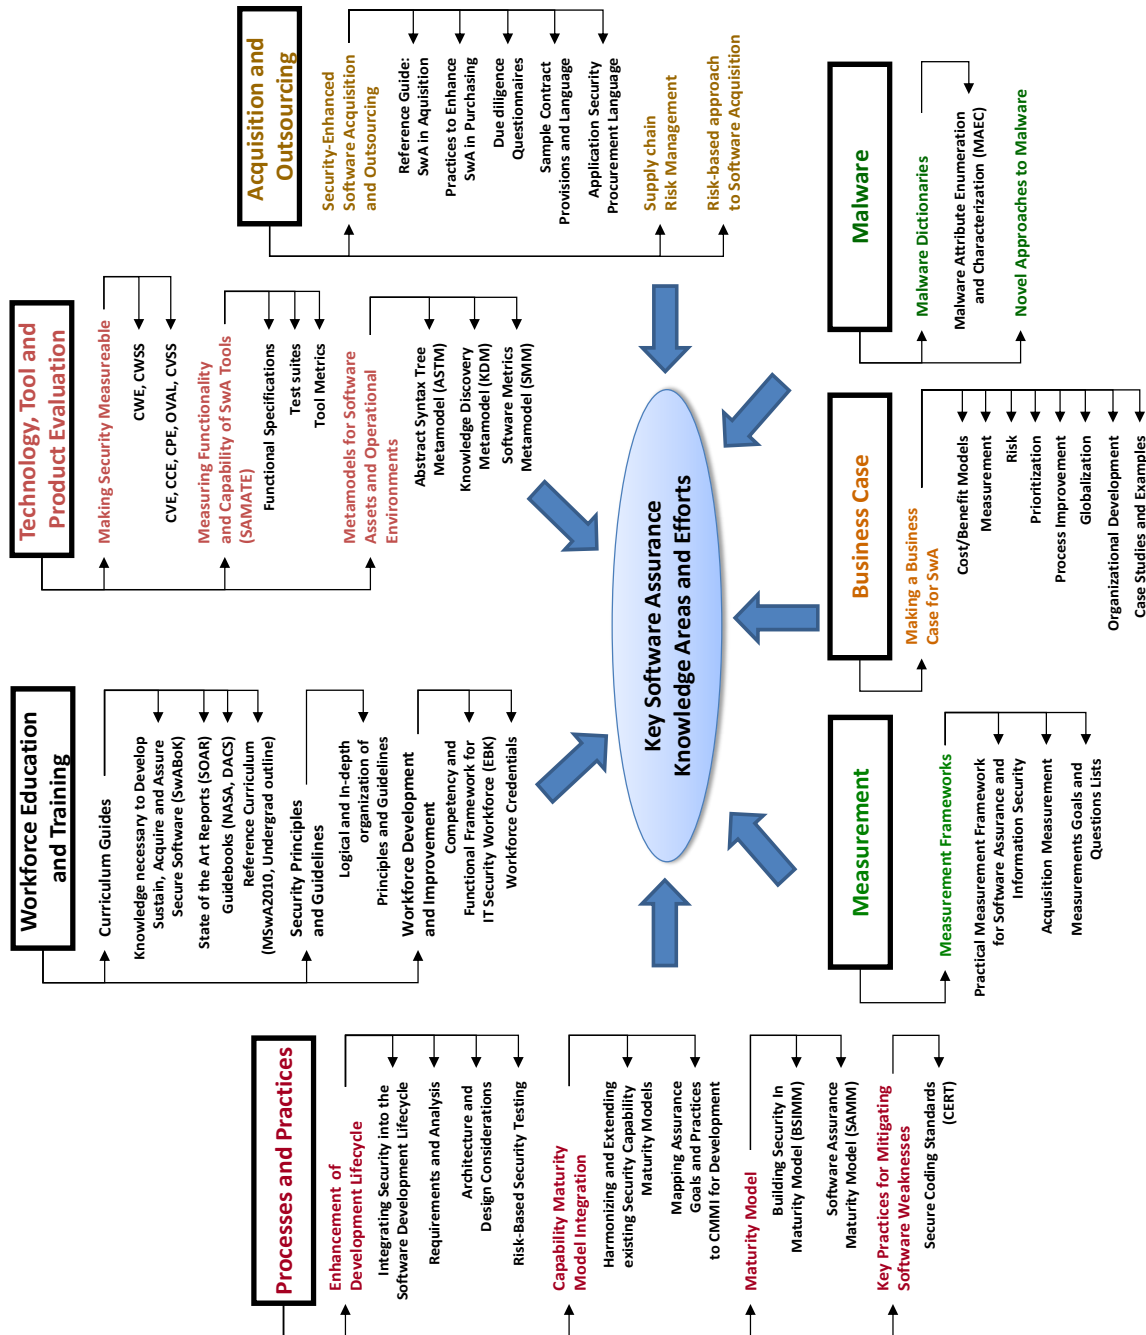 Processes and Practices
Enhancement of
Development Lifecycle
Integrating Security into the
Software Development Lifecycle
Requirements and Analysis
Architecture and
Design Considerations
Risk-Based Security Testing
Capability Maturity
Model Integration
Harmonizing and Extending
existing Security Capability
Maturity Models
Mapping Assurance
Goals and Practices
to CMMI for Development
Maturity Model
Building Security In
Maturity Model (BSIMM)
Software Assurance
Maturity Model (SAMM)
Key Practices for Mitigating
Software Weaknesses
Secure Coding Standards
(CERT)
Workforce Education
and Training
Curriculum Guides
Knowledge necessary to Develop
Sustain, Acquire and Assure
Secure Software (SwABoK)
State of the Art Reports (SOAR)
Guidebooks (NASA, DACS)
Reference Curriculum
(MSwA2010, Undergrad outline)
Security Principles
and Guidelines
Logical and In-depth
organization of
Principles and Guidelines
Workforce Development
and Improvement
Competency and
Functional Framework for
IT Security Workforce (EBK)
Workforce Credentials
Technology, Tool and
Product Evaluation
Making Security Measureable
CWE, CWSS
CVE, CCE, CPE, OVAL, CVSS
Measuring Functionality
and Capability of SwA Tools
(SAMATE)
Functional Specifications
Test suites
Tool Metrics
Metamodels for Software
Assets and Operational
Environments
Abstract Syntax Tree
Metamodel (ASTM)
Knowledge Discovery
Metamodel (KDM)
Software Metrics
Metamodel (SMM)
Acquisition and
Outsourcing
Security-Enhanced
Software Acquisition
and Outsourcing
Reference Guide:
SwA in Aquisition
Practices to Enhance
SwA in Purchasing
Due diligence
Questionnaires
Sample Contract
Provisions and Language
Application Security
Procurement Language
Supply chain
Risk Management
Risk-based approach
to Software Acquisition
Key Software Assurance
Knowledge Areas and Efforts
Measurement
Measurement Frameworks
Practical Measurement Framework
for Software Assurance and
Information Security
Acquisition Measurement
Measurements Goals and
Questions Lists
Business Case
Making a Business
Case for SwA
Cost/Benefit Models
Measurement
Risk
Prioritization
Process Improvement
Globalization
Organizational Development
Case Studies and Examples
Malware
Malware Dictionaries
Malware Attribute Enumeration
and Characterization (MAEC)
Novel Approaches to Malware